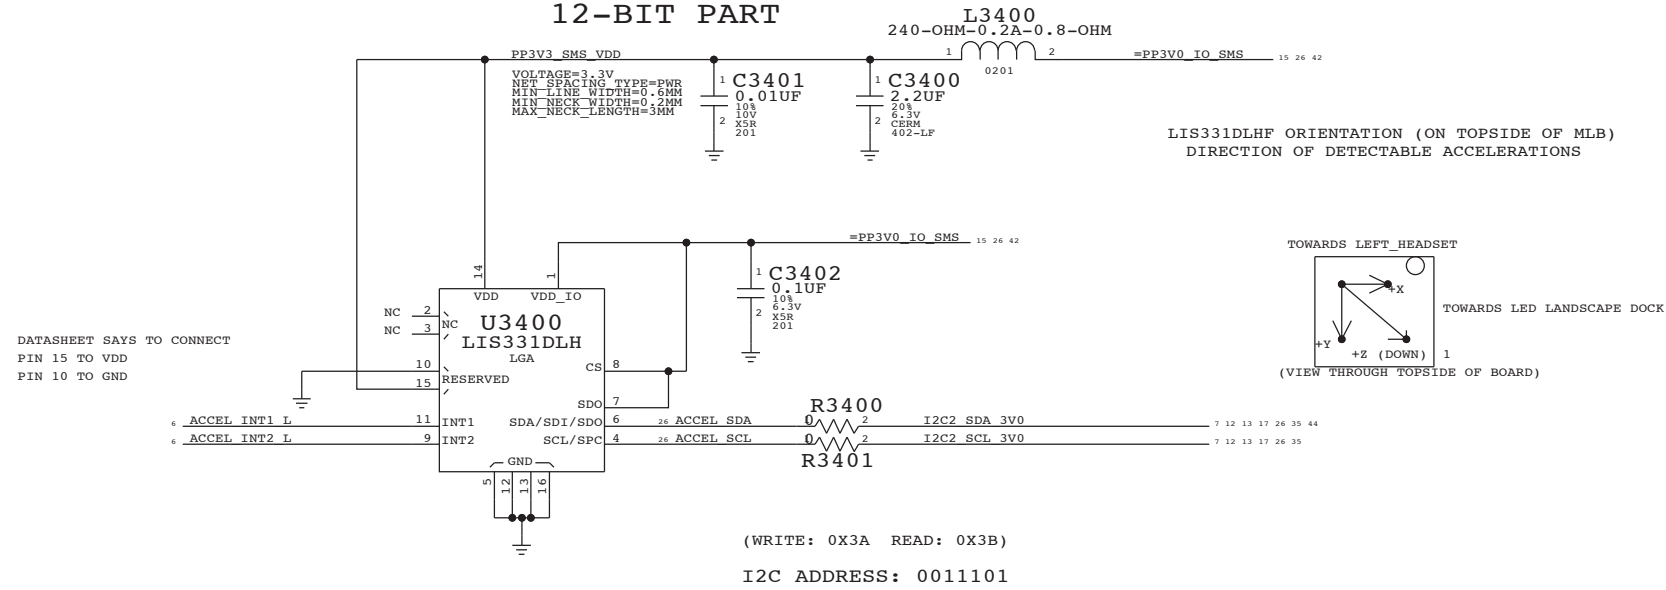 12-BIT PART
L3400
240-OHM-0.2A-0.8-OHM
PP3V3_SMS_VDD
1
2
=PP3V0_IO_SMS
15 26 42
0201
VOLTAGE=3.3V
NET_SPACING_TYPE=PWR
MIN_LINE_WIDTH=0.6MM
MIN_NECK_WIDTH=0.2MM
MAX_NECK_LENGTH=3MM
1
C3401
0.01UF
10%
10V
2
X5R
201
1
C3400
2.2UF
20%
6.3V
2
CERM
402-LF
LIS331DLHF ORIENTATION (ON TOPSIDE OF MLB)
DIRECTION OF DETECTABLE ACCELERATIONS
=PP3V0_IO_SMS
15 26 42
1
C3402
0.1UF
10%
6.3V
2
X5R
201
TOWARDS LEFT_HEADSET
+X
TOWARDS LED LANDSCAPE DOCK
+Y
+Z (DOWN)
1
(VIEW THROUGH TOPSIDE OF BOARD)
14
1
VDD
VDD_IO
NC
2
NC
3
NC
U3400
LIS331DLH
LGA
DATASHEET SAYS TO CONNECT
PIN 15 TO VDD
PIN 10 TO GND
10
15
RESERVED
CS
8
SDO
7
6
ACCEL_INT1_L
11
INT1
SDA/SDI/SDO
6
26
ACCEL_SDA
R3400
0
2
I2C2_SDA_3V0
7 12 13 17 26 35 44
6
ACCEL_INT2_L
9
INT2
SCL/SPC
4
26
ACCEL_SCL
0
2
I2C2_SCL_3V0
7 12 13 17 26 35
R3401
GND
5
12
13
16
(WRITE: 0X3A  READ: 0X3B)
I2C ADDRESS: 0011101